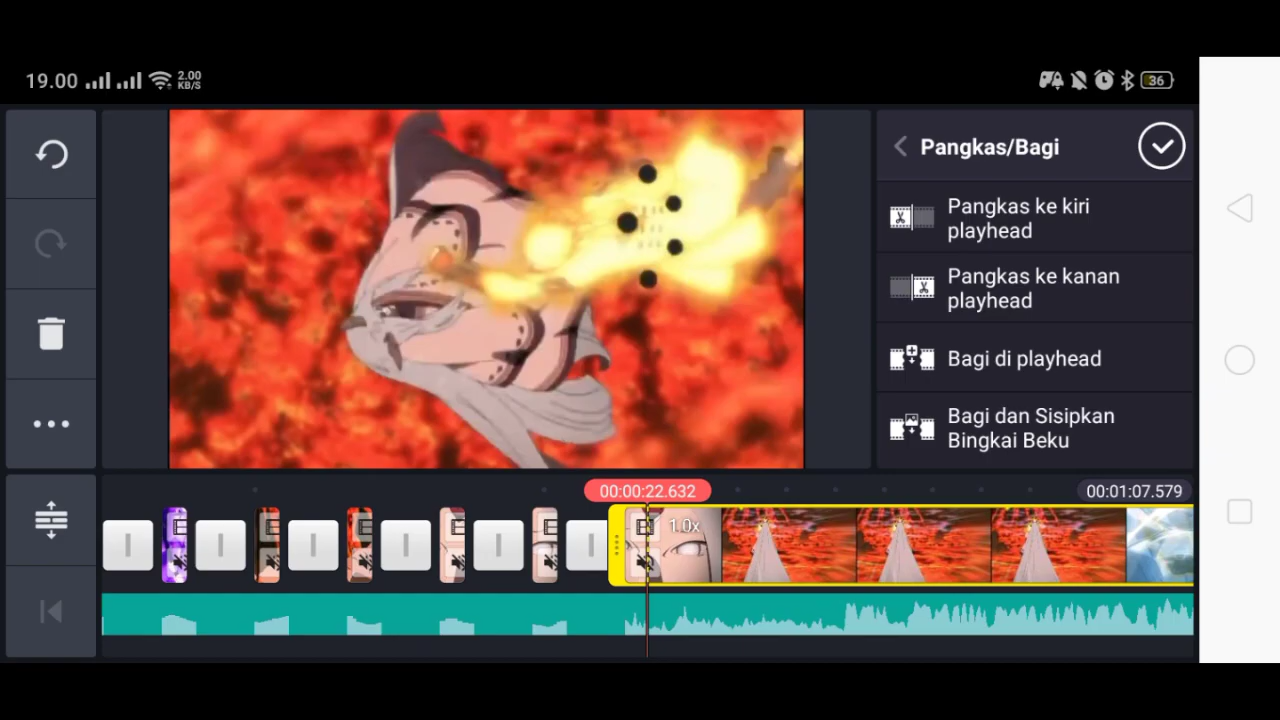 19.00
2.00
KB/S
36
Pangkas/Bagi
Pangkas ke kiri
playhead
Pangkas ke kanan
playhead
Bagi di playhead
Bagi dan Sisipkan
Bingkai Beku
00:00:22.632
00:01:07.579
1.0x